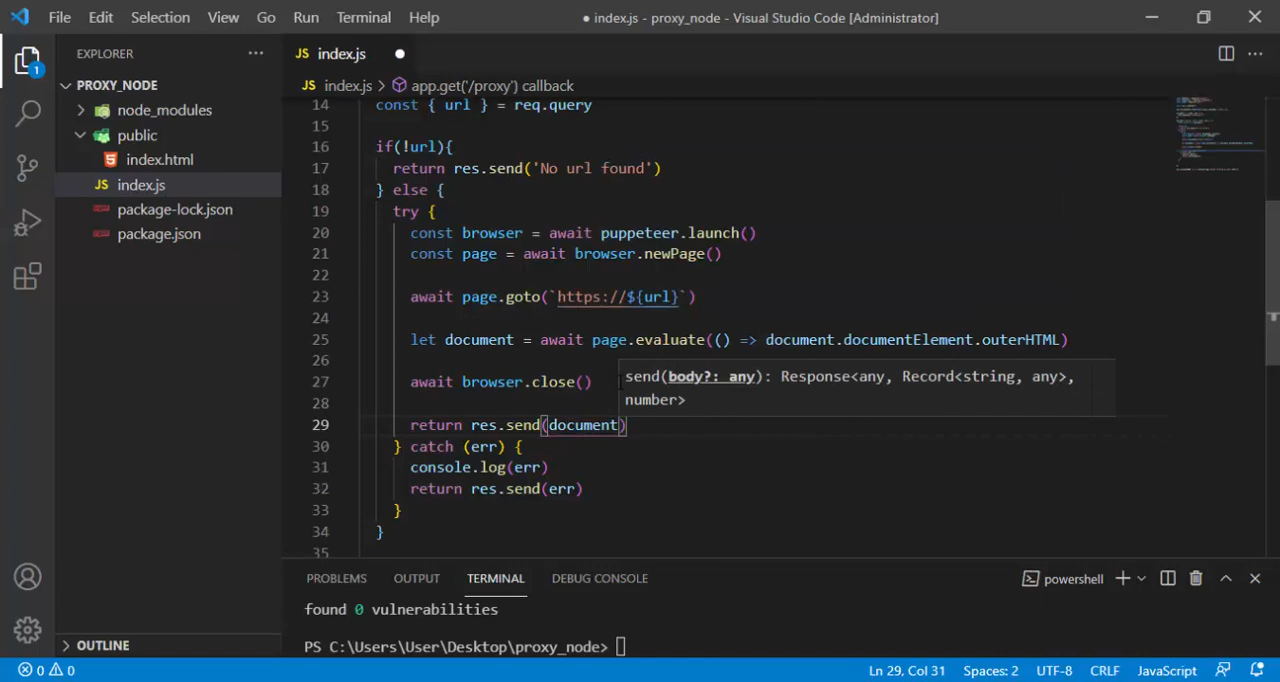 File Edit Selection View Go Run Terminal Help ● index.js - proxy_node - Visual Studio Code [Administrator]
EXPLORER ···
JS index.js ●
1
PROXY_NODE
node_modules
public
index.html
JS index.js
package-lock.json
package.json
OUTLINE
JS index.js > app.get('/proxy') callback
14 const { url } = req.query
15
16 if(!url){
17 return res.send('No url found')
18 } else {
19 try {
20 const browser = await puppeteer.launch()
21 const page = await browser.newPage()
22
23 await page.goto(`https://${url}`)
24
25 let document = await page.evaluate(() => document.documentElement.outerHTML)
26
27 await browser.close()
28
29 return res.send(document)
30 } catch (err) {
31 console.log(err)
32 return res.send(err)
33 }
34 }
35
send(body?: any): Response<any, Record<string, any>,
number>
PROBLEMS OUTPUT TERMINAL DEBUG CONSOLE powershell
found 0 vulnerabilities
PS C:\Users\User\Desktop\proxy_node>
0 0 Ln 29, Col 31 Spaces: 2 UTF-8 CRLF JavaScript